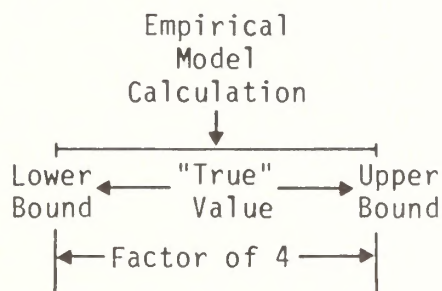 Empirical
Model
Calculation
Lower "True" Upper
Bound Value Bound
Factor of 4